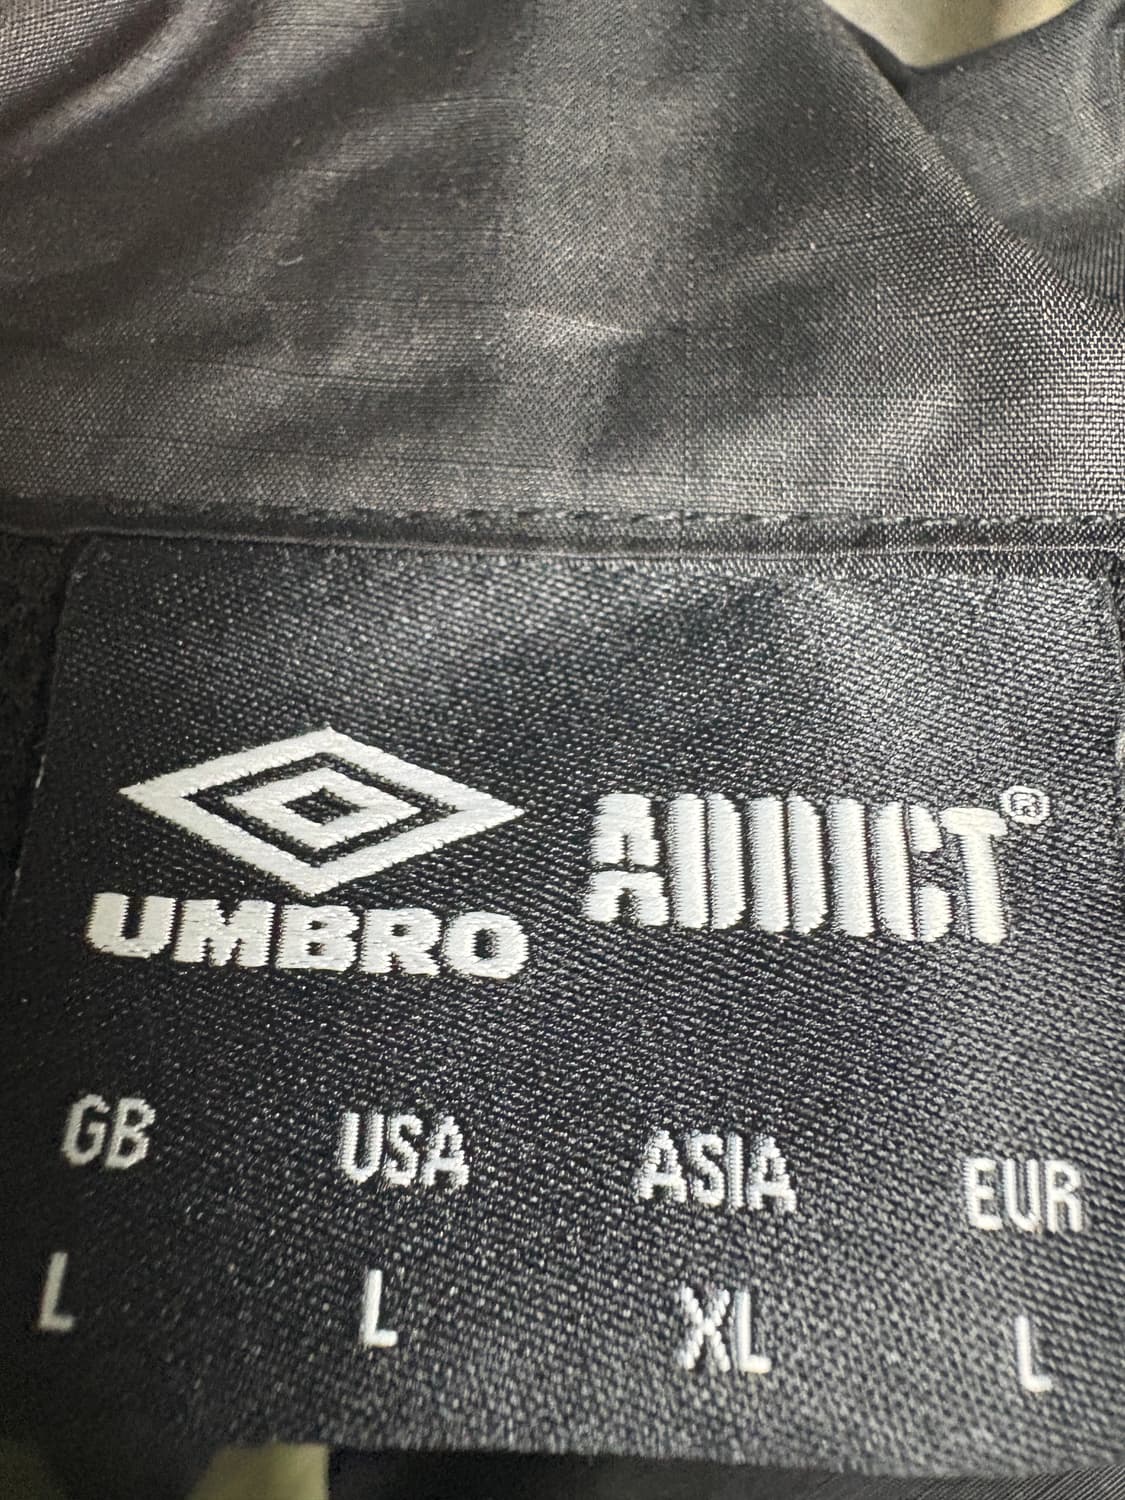 UMBRO ADDICT®
GB USA ASIA EUR
L L XL L